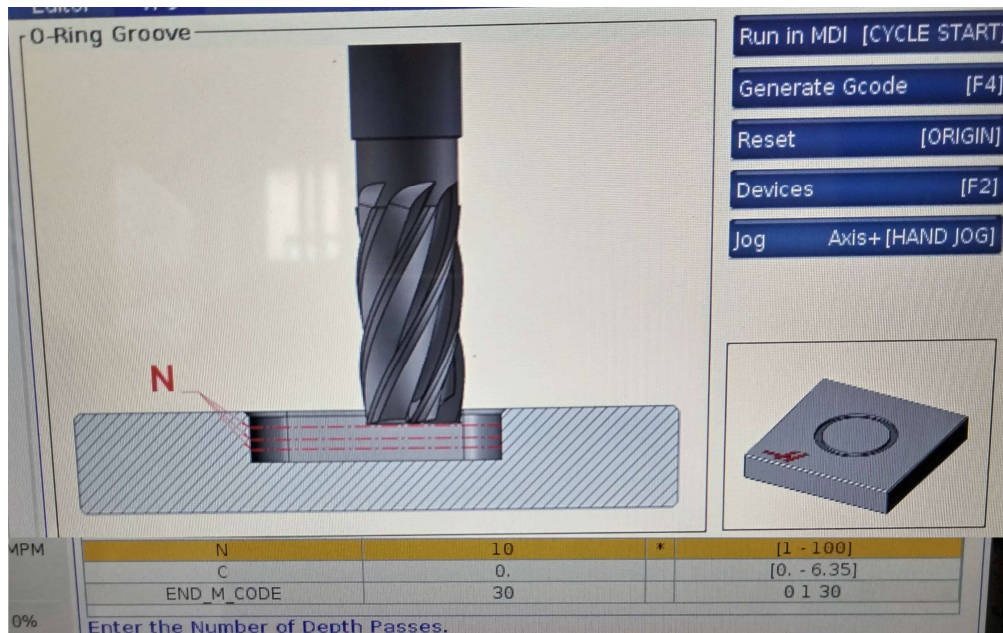 Editor
O-Ring Groove
Run in MDI [CYCLE START]
Generate Gcode [F4]
Reset [ORIGIN]
Devices [F2]
Jog Axis+[HAND JOG]
N
MPM
N 10 * [1 - 100]
C 0. [0. - 6.35]
END_M_CODE 30 0 1 30
0%
Enter the Number of Depth Passes.